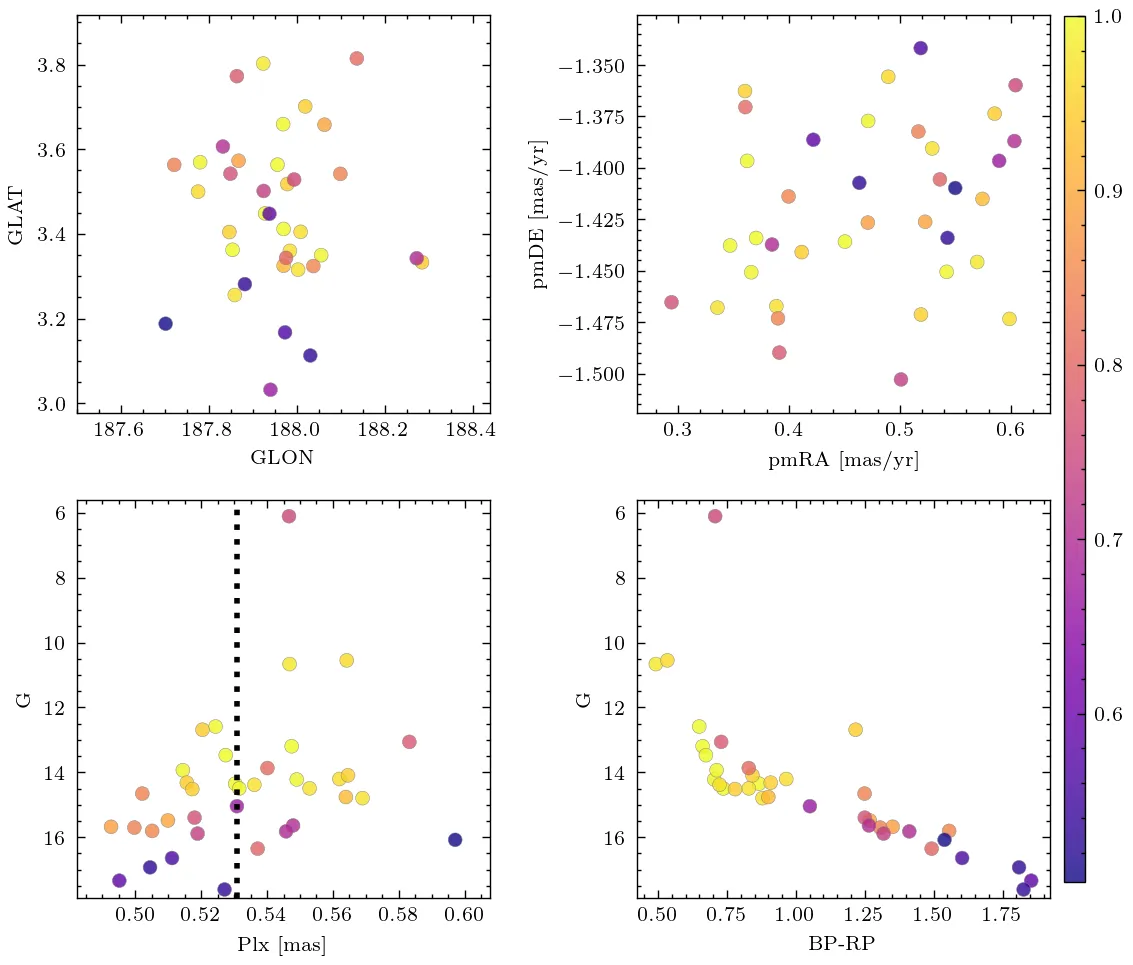 3.8
3.6
3.4
3.2
3.0
GLAT
187.6 187.8 188.0 188.2 188.4
GLON
−1.350
−1.375
−1.400
−1.425
−1.450
−1.475
−1.500
pmDE [mas/yr]
0.3 0.4 0.5 0.6
pmRA [mas/yr]
1.0
0.9
0.8
0.7
0.6
6
8
10
12
14
16
G
0.50 0.52 0.54 0.56 0.58 0.60
Plx [mas]
6
8
10
12
14
16
G
0.50 0.75 1.00 1.25 1.50 1.75
BP-RP